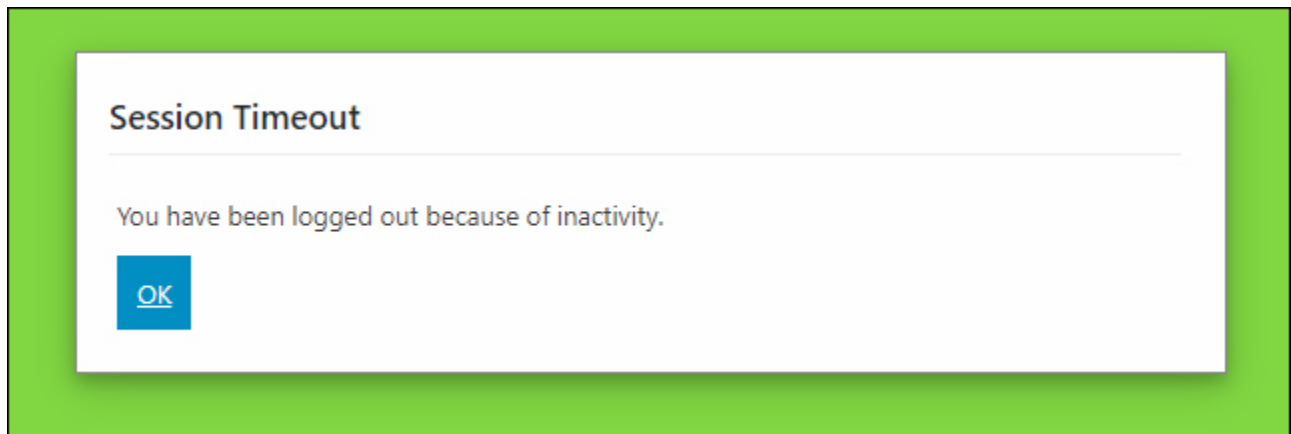 Session Timeout
You have been logged out because of inactivity.
OK